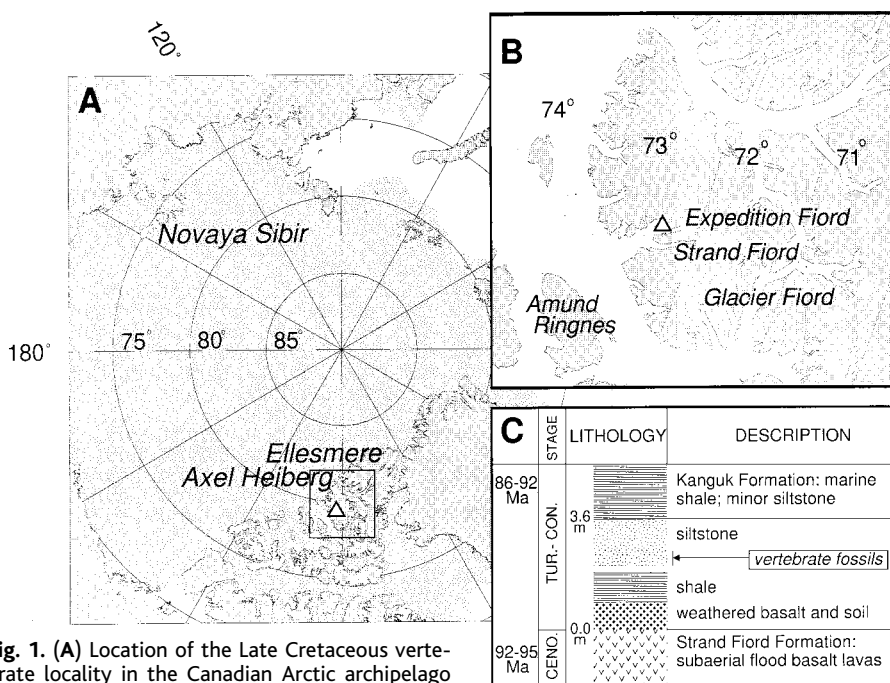 120°
A
Novaya Sibir
180°
75°
80°
85°
Ellesmere
Axel Heiberg
B
74°
73°
72°
71°
Expedition Fiord
Strand Fiord
Glacier Fiord
Amund
Ringnes
C
STAGE
LITHOLOGY
DESCRIPTION
86-92
Ma
TUR.- CON.
3.6
m
Kanguk Formation: marine
shale; minor siltstone
siltstone
vertebrate fossils
shale
weathered basalt and soil
0.0
m
92-95
Ma
CENO.
Strand Fiord Formation:
subaerial flood basalt lavas
ig. 1. (A) Location of the Late Cretaceous verte-
rate locality in the Canadian Arctic archipelago